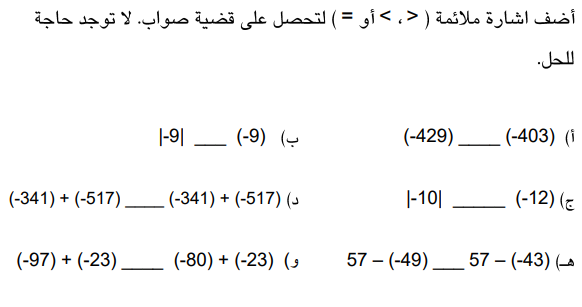 أضف اشارة ملائمة ( < ، > أو = ) لتحصل على قضية صواب. لا توجد حاجة
للحل.
أ) (-429) ____ (-403)
ب) |-9| ___ (-9)
ج) |-10| _____ (-12)
د) (-341) + (-517) ____ (-341) + (-517)
هـ) 57 – (-49) ___ 57 – (-43)
و) (-97) + (-23) ____ (-80) + (-23)